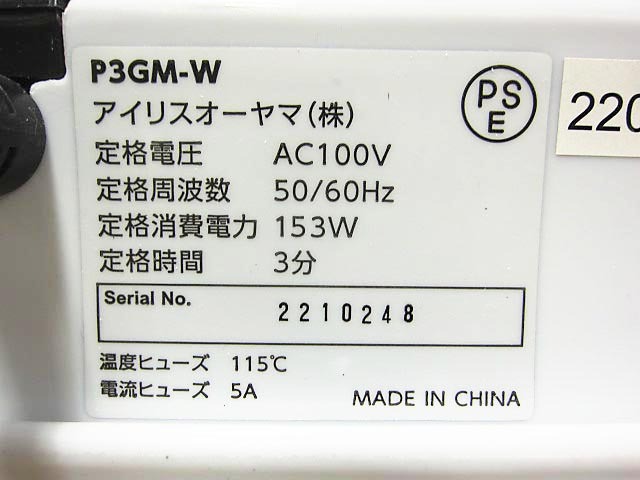 P3GM-W
アイリスオーヤマ(株)
PS
E
定格電圧 AC100V
定格周波数 50/60Hz
定格消費電力 153W
定格時間 3分
Serial No. 2210248
温度ヒューズ 115℃
電流ヒューズ 5A
MADE IN CHINA
220